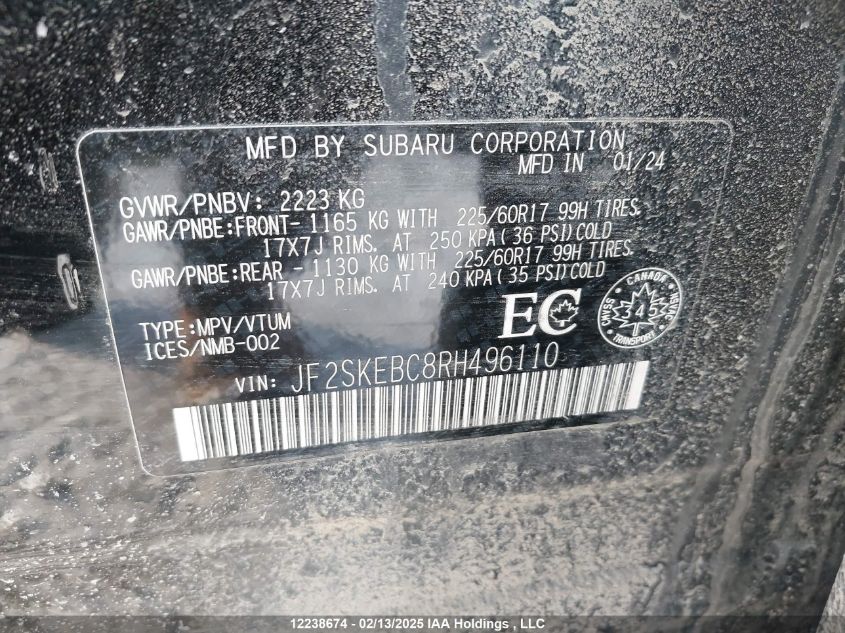 MFD BY SUBARU CORPORATION
MFD IN 01/24
GVWR/PNBV: 2223 KG
GAWR/PNBE:FRONT- 1165 KG WITH 225/60R17 99H TIRES.
17X7J RIMS. AT 250 KPA (36 PSI) COLD
GAWR/PNBE:REAR - 1130 KG WITH 225/60R17 99H TIRES.
17X7J RIMS. AT 240 KPA (35 PSI) COLD
TYPE:MPV/VTUM
ICES/NMB-002
EC
CANADA
345
TRANSPORT
VIN: JF2SKEBC8RH496110
12238674 - 02/13/2025 IAA Holdings , LLC